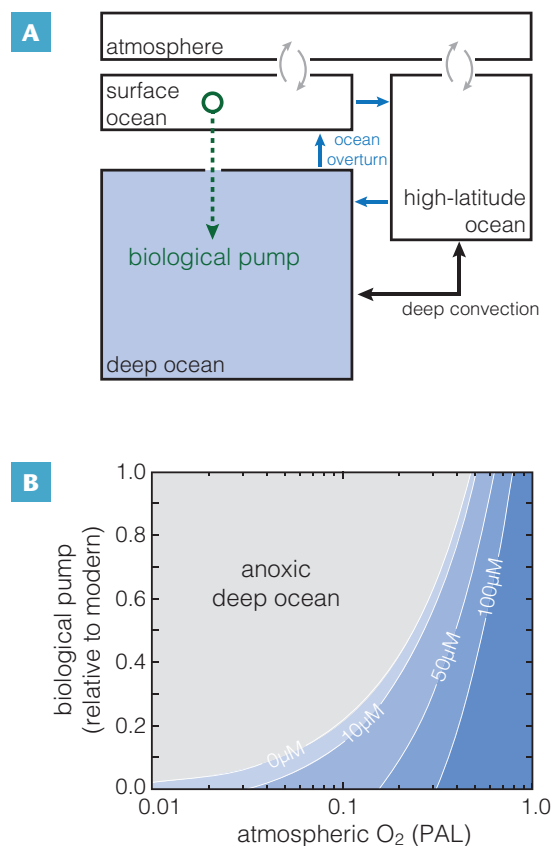 A
atmosphere
surface
ocean
ocean
overturn
high-latitude
ocean
biological pump
deep convection
deep ocean
B
biological pump
(relative to modern)
1.0
0.8
0.6
0.4
0.2
0.0
anoxic
deep ocean
0µM
10µM
50µM
100µM
0.01
0.1
1.0
atmospheric O₂ (PAL)